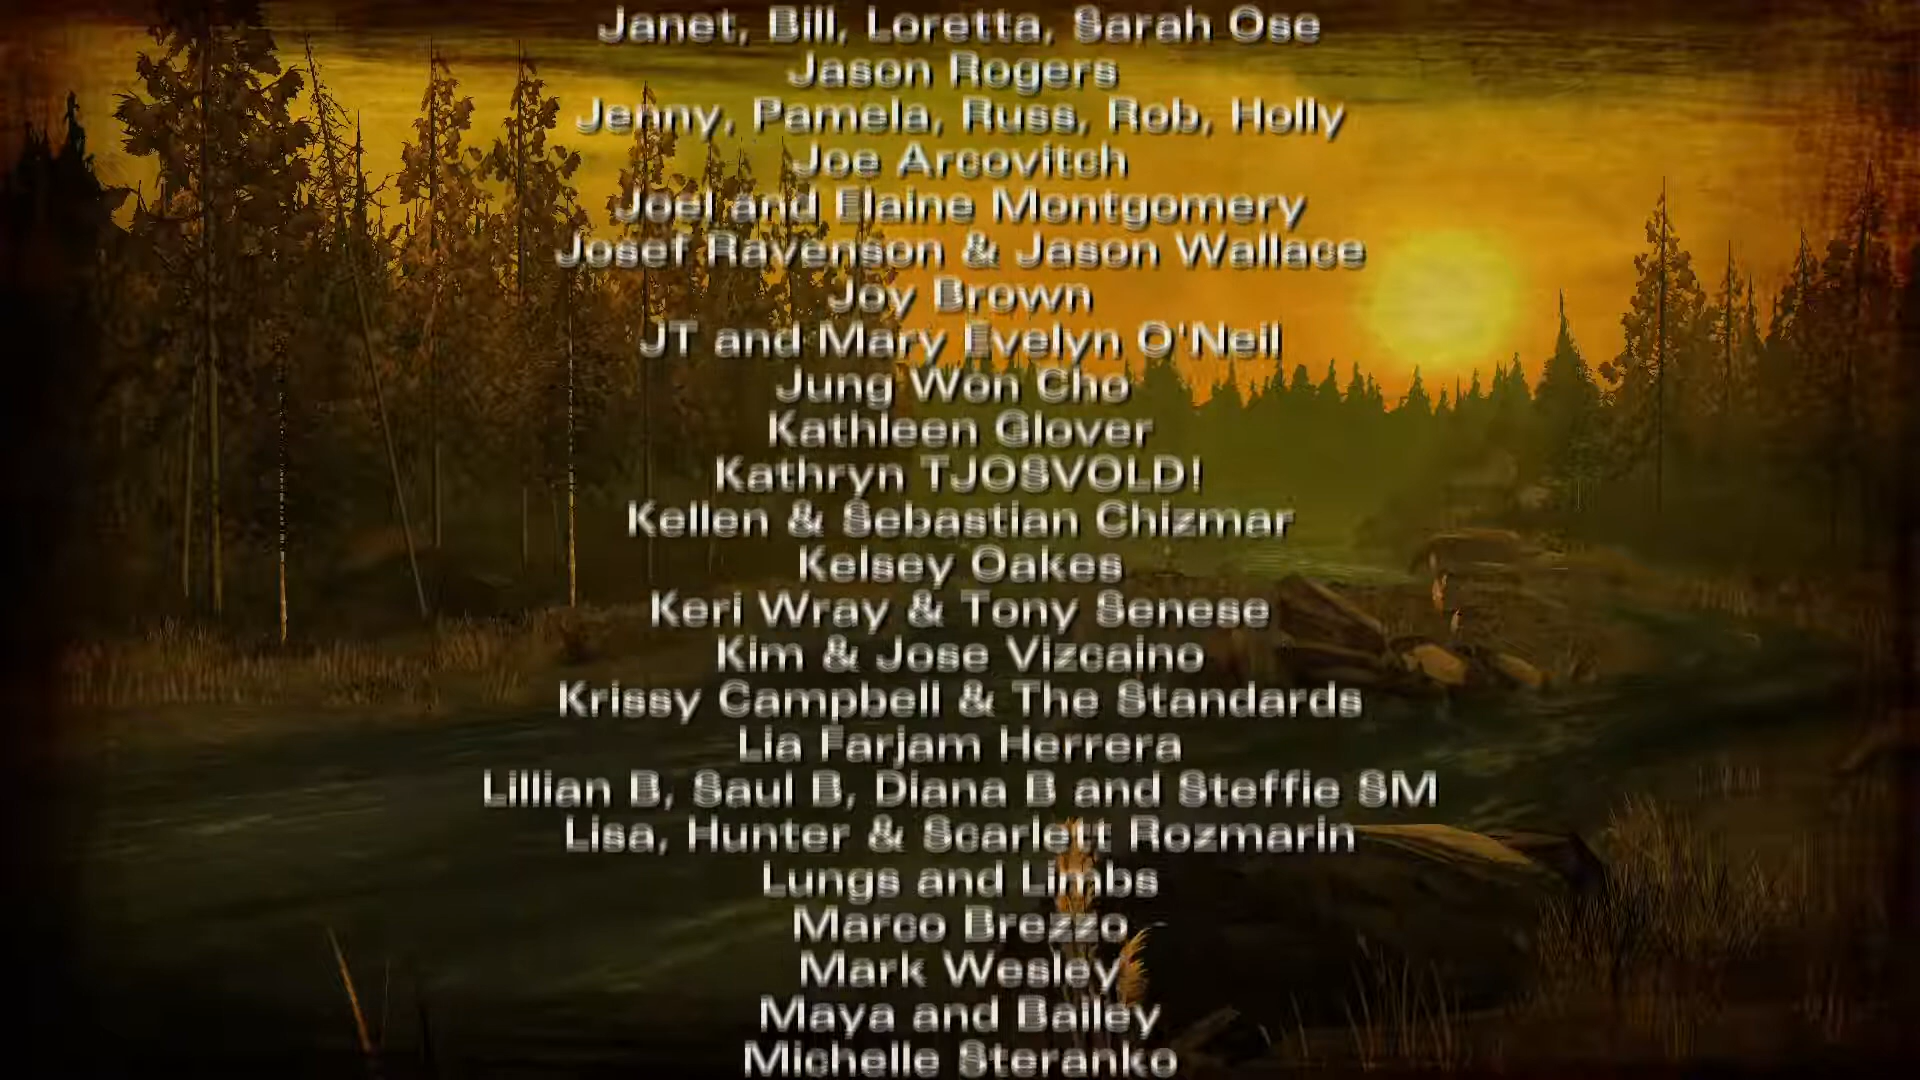 Janet, Bill, Loretta, Sarah Ose
Jason Rogers
Jenny, Pamela, Russ, Rob, Holly
Joe Arcovitch
Joel and Elaine Montgomery
Josef Ravenson & Jason Wallace
Joy Brown
JT and Mary Evelyn O'Neil
Jung Won Cho
Kathleen Glover
Kathryn TJOSVOLD!
Kellen & Sebastian Chizmar
Kelsey Oakes
Keri Wray & Tony Senese
Kim & Jose Vizcaino
Krissy Campbell & The Standards
Lia Farjam Herrera
Lillian B, Saul B, Diana B and Steffie SM
Lisa, Hunter & Scarlett Rozmarin
Lungs and Limbs
Marco Brezzo
Mark Wesley
Maya and Bailey
Michelle Steranko